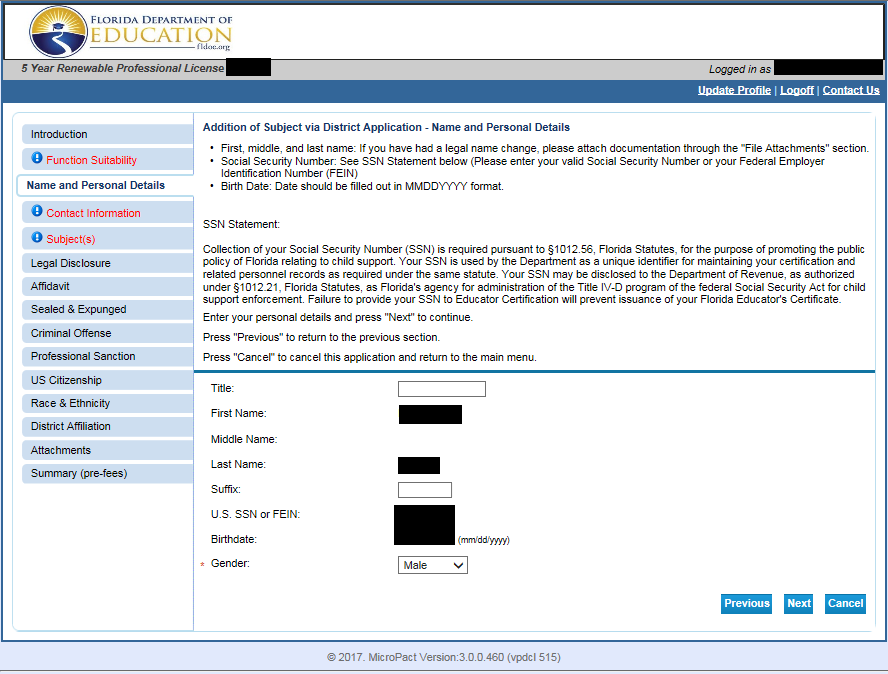 FLORIDA DEPARTMENT OF
EDUCATION
fldoe.org
5 Year Renewable Professional License
Logged in as
Update Profile | Logoff | Contact Us
Introduction
Function Suitability
Name and Personal Details
Contact Information
Subject(s)
Legal Disclosure
Affidavit
Sealed & Expunged
Criminal Offense
Professional Sanction
US Citizenship
Race & Ethnicity
District Affiliation
Attachments
Summary (pre-fees)
Addition of Subject via District Application - Name and Personal Details
• First, middle, and last name: If you have had a legal name change, please attach documentation through the "File Attachments" section.
• Social Security Number: See SSN Statement below (Please enter your valid Social Security Number or your Federal Employer
Identification Number (FEIN)
• Birth Date: Date should be filled out in MMDDYYYY format.
SSN Statement:
Collection of your Social Security Number (SSN) is required pursuant to §1012.56, Florida Statutes, for the purpose of promoting the public
policy of Florida relating to child support. Your SSN is used by the Department as a unique identifier for maintaining your certification and
related personnel records as required under the same statute. Your SSN may be disclosed to the Department of Revenue, as authorized
under §1012.21, Florida Statutes, as Florida's agency for administration of the Title IV-D program of the federal Social Security Act for child
support enforcement. Failure to provide your SSN to Educator Certification will prevent issuance of your Florida Educator's Certificate.
Enter your personal details and press "Next" to continue.
Press "Previous" to return to the previous section.
Press "Cancel" to cancel this application and return to the main menu.
Title:
First Name:
Middle Name:
Last Name:
Suffix:
U.S. SSN or FEIN:
Birthdate: (mm/dd/yyyy)
* Gender: Male
Previous Next Cancel
© 2017. MicroPact Version:3.0.0.460 (vpdcl 515)